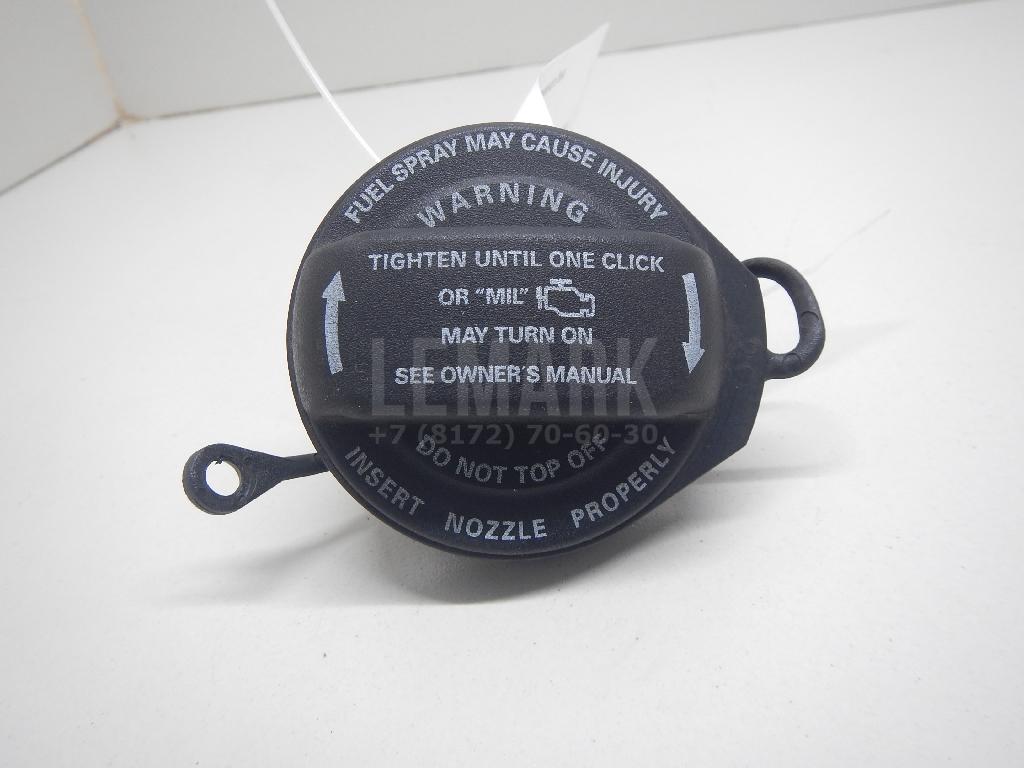 FUEL SPRAY MAY CAUSE INJURY
WARNING
TIGHTEN UNTIL ONE CLICK
OR "MIL"
MAY TURN ON
SEE OWNER'S MANUAL
LEMARK
+7 (8172) 70-60-30
DO NOT TOP OFF
INSERT NOZZLE PROPERLY